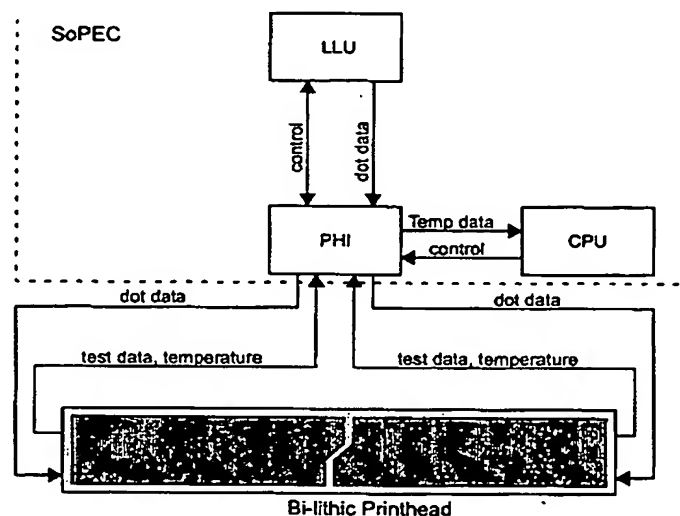 SoPEC
LLU
control
dot data
PHI
Temp data
control
CPU
dot data
dot data
test data, temperature
test data, temperature
Bi-lithic Printhead